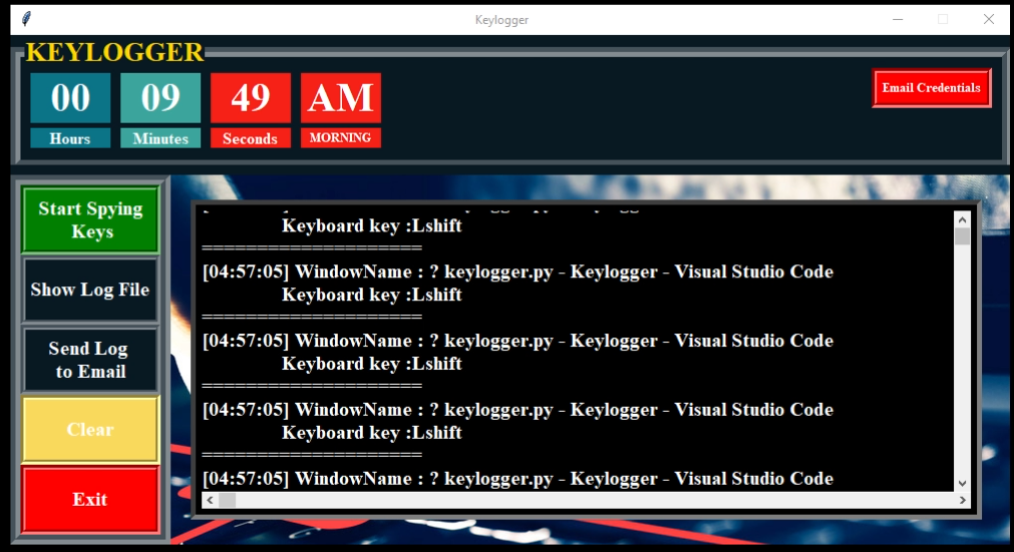 Keylogger
KEYLOGGER
00 09 49 AM
Hours Minutes Seconds MORNING
Email Credentials
Start Spying
Keys
Show Log File
Send Log
to Email
Clear
Exit
Keyboard key :Lshift
====================
[04:57:05] WindowName : ? keylogger.py - Keylogger - Visual Studio Code
Keyboard key :Lshift
====================
[04:57:05] WindowName : ? keylogger.py - Keylogger - Visual Studio Code
Keyboard key :Lshift
====================
[04:57:05] WindowName : ? keylogger.py - Keylogger - Visual Studio Code
Keyboard key :Lshift
====================
[04:57:05] WindowName : ? keylogger.py - Keylogger - Visual Studio Code